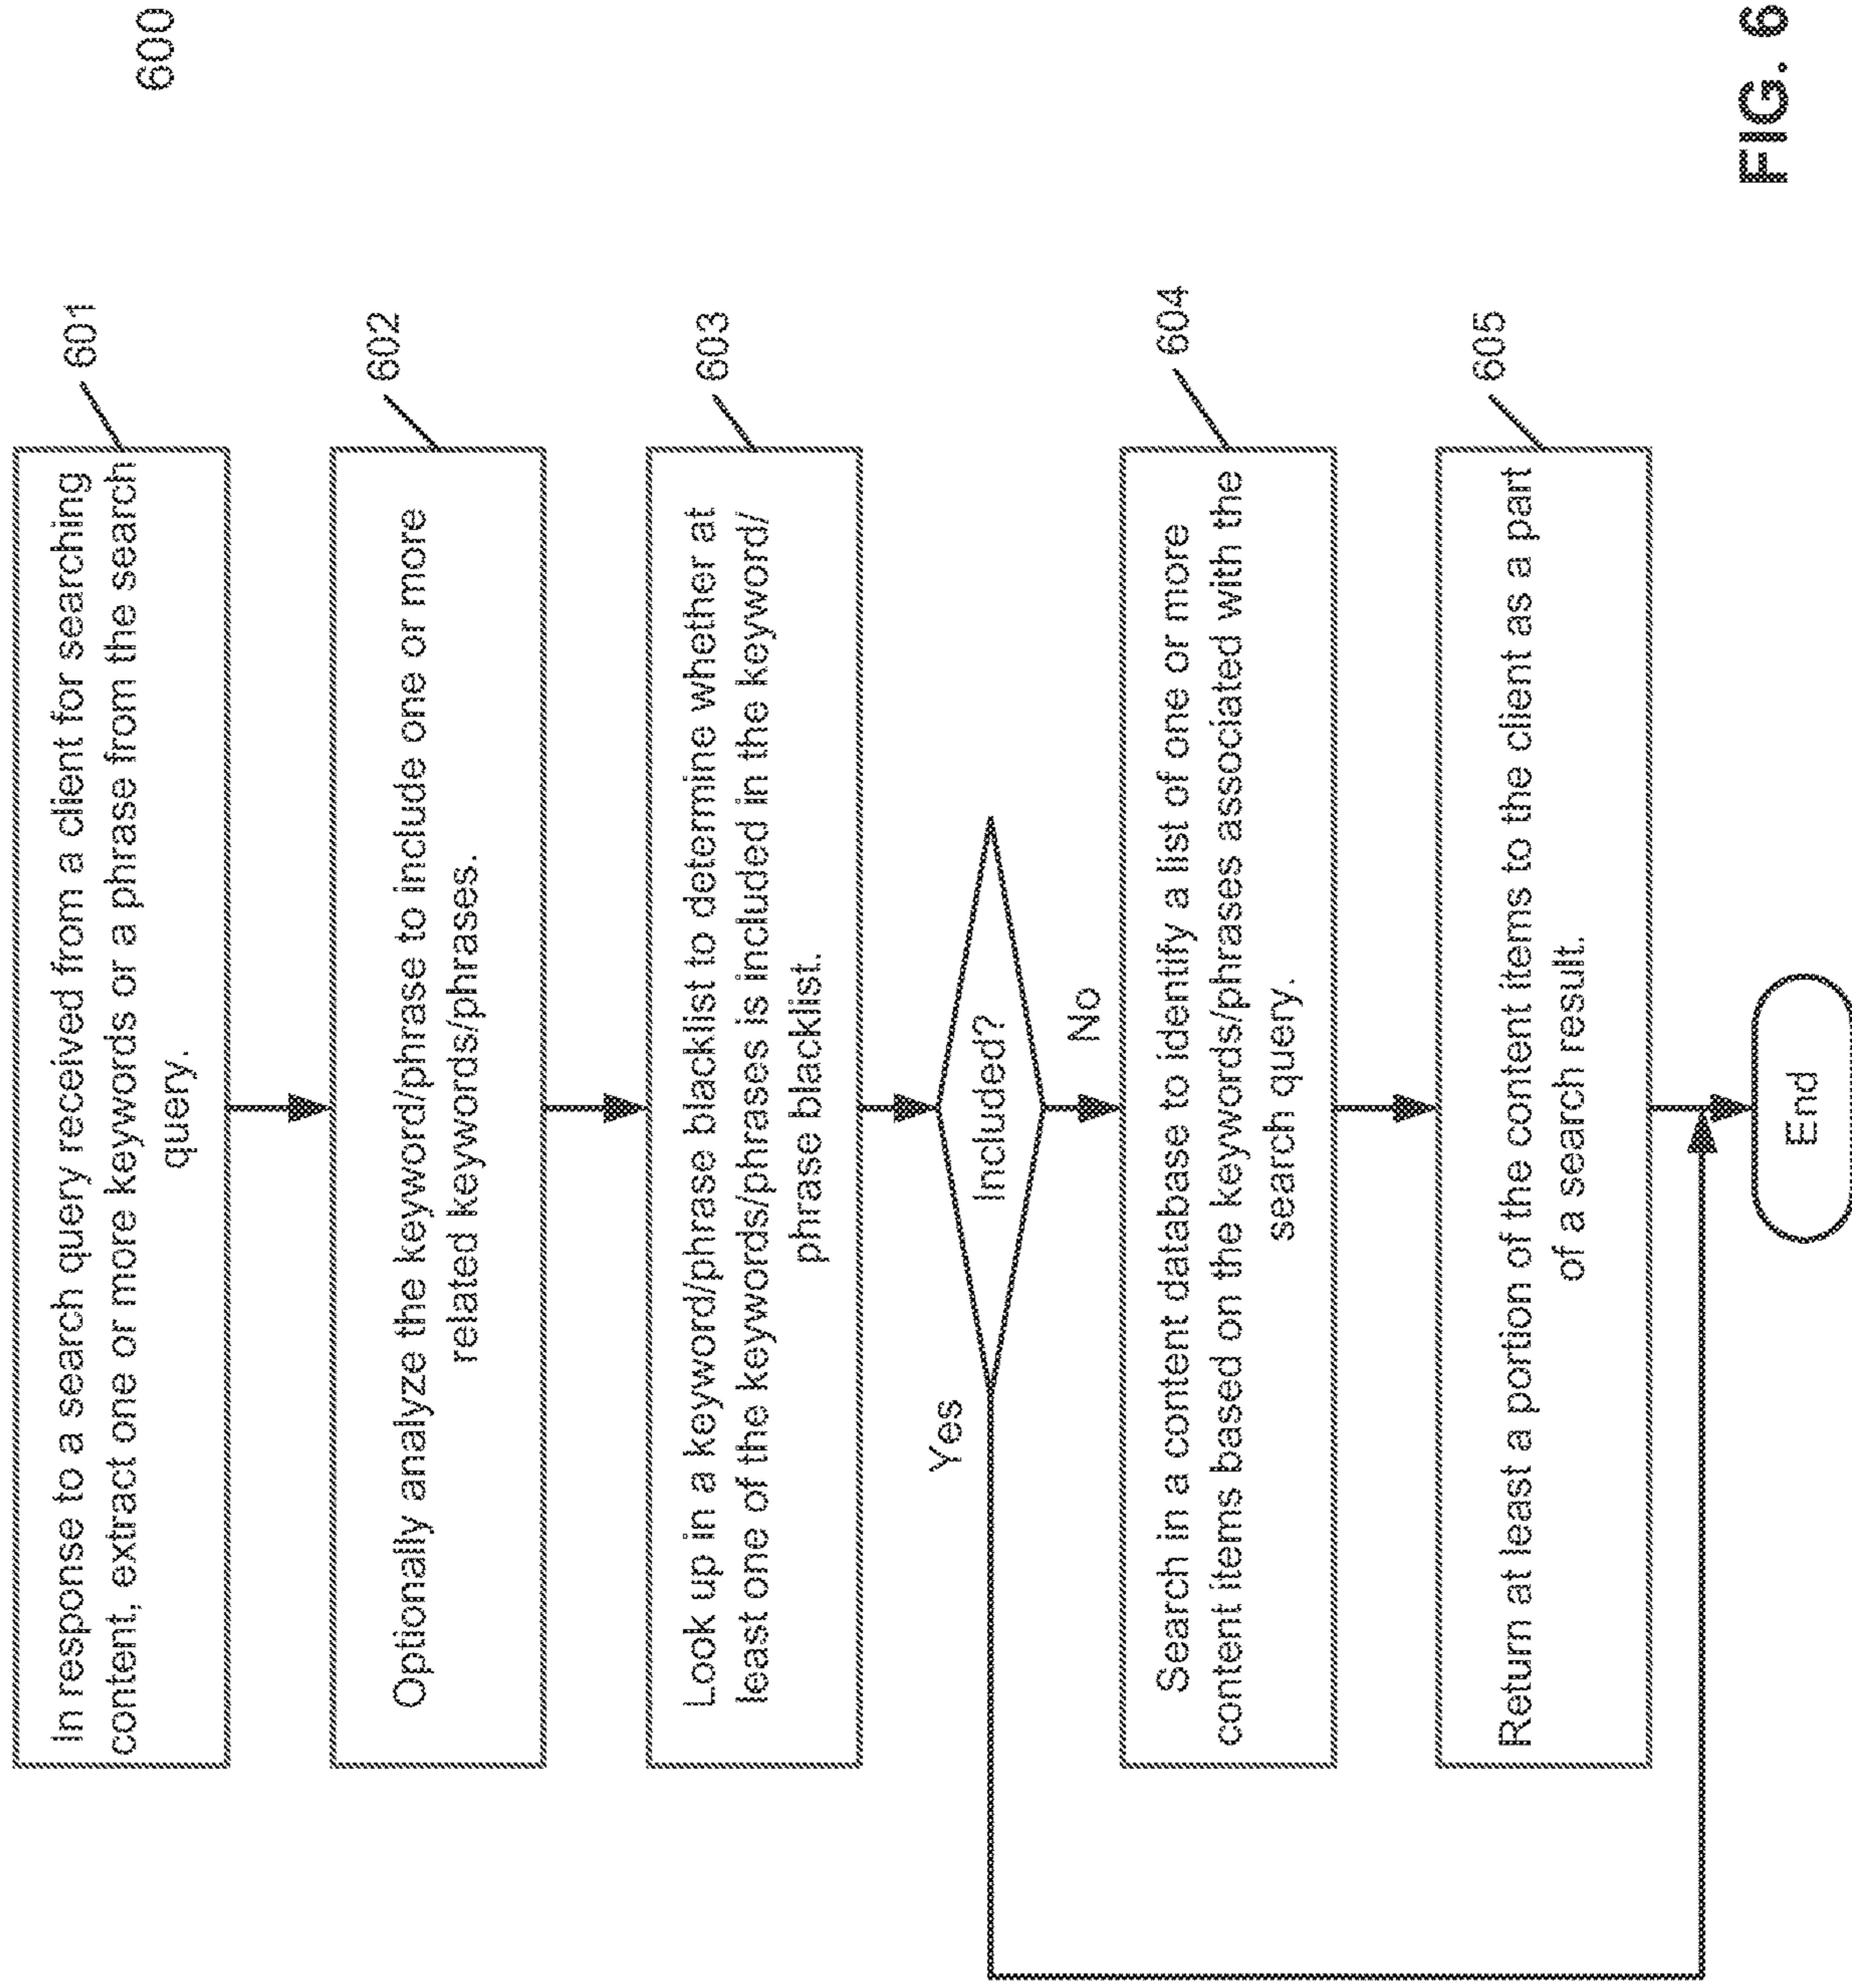 600
In response to a search query received from a client for searching
content, extract one or more keywords or a phrase from the search
query.
601
Optionally analyze the keyword/phrase to include one or more
related keywords/phrases.
602
Look up in a keyword/phrase blacklist to determine whether at
least one of the keywords/phrases is included in the keyword/
phrase blacklist.
603
Included?
Yes
No
Search in a content database to identify a list of one or more
content items based on the keywords/phrases associated with the
search query.
604
Return at least a portion of the content items to the client as a part
of a search result.
605
End
FIG. 6